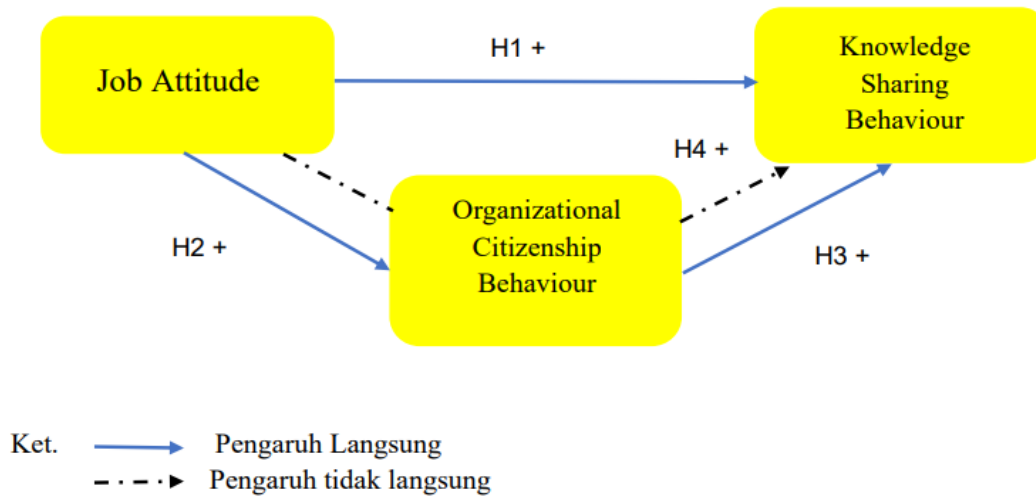 Job Attitude
H1 +
Knowledge
Sharing
Behaviour
H2 +
Organizational
Citizenship
Behaviour
H4 +
H3 +
Ket.
Pengaruh Langsung
Pengaruh tidak langsung